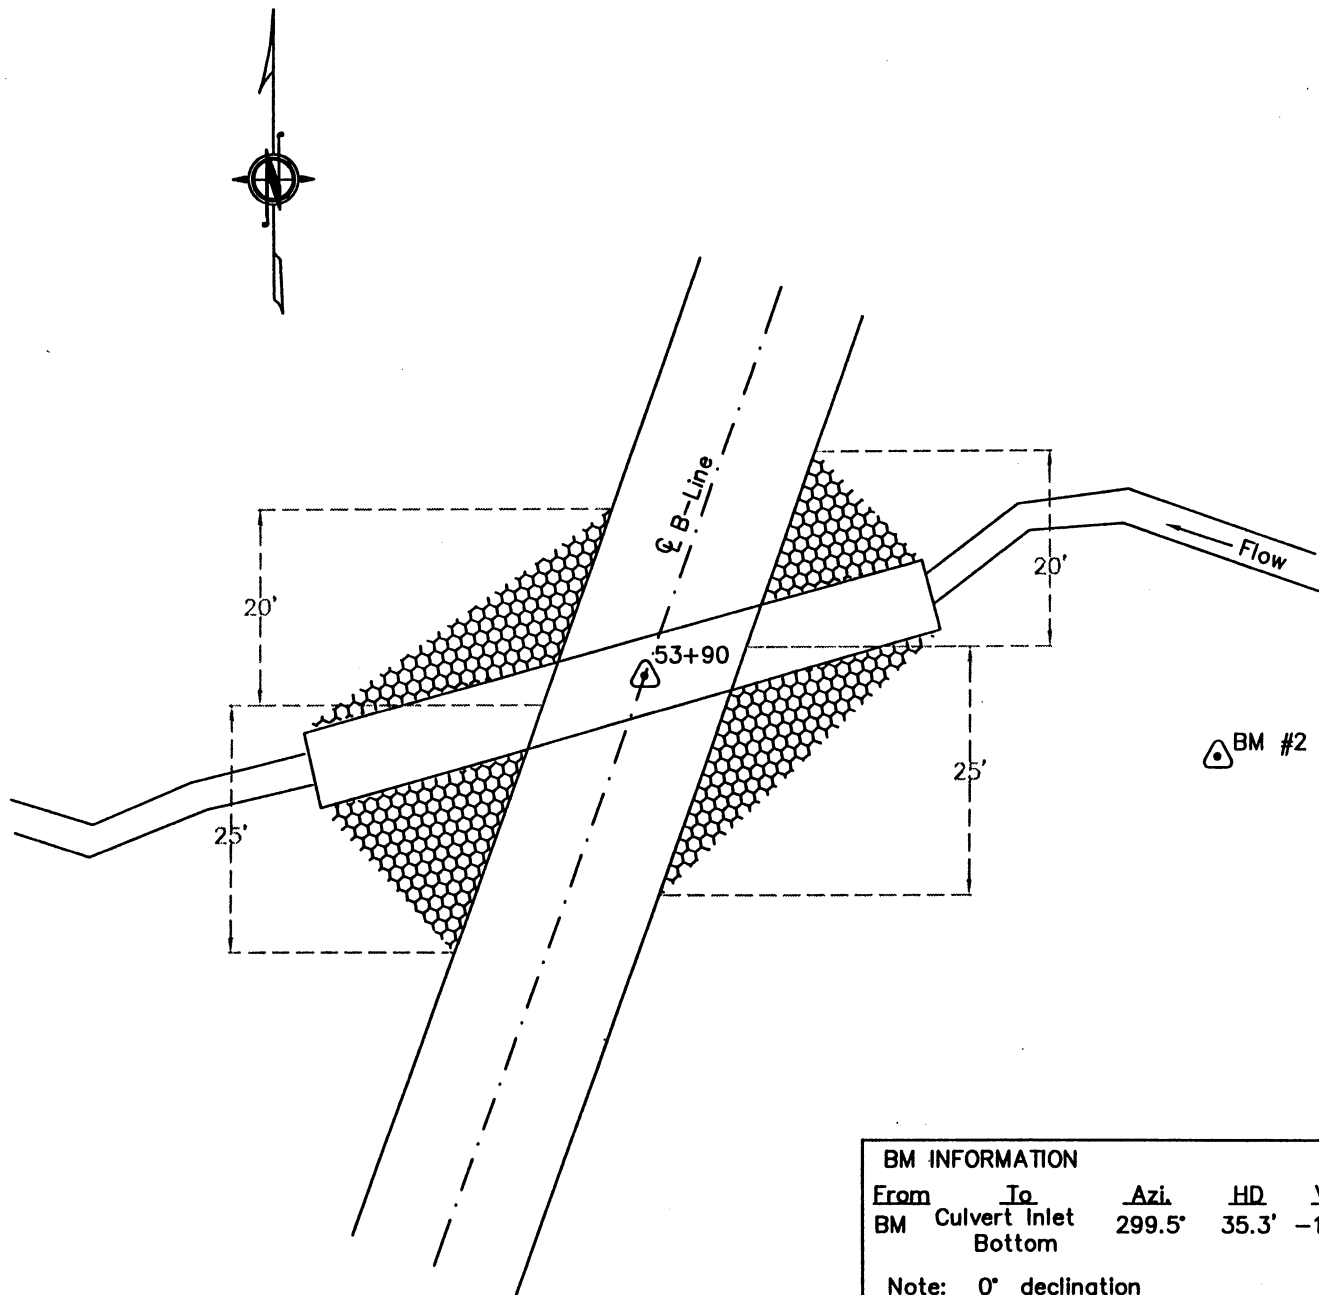 ℄ B-Line
20'
20'
Flow
53+90
BM #2
25'
25'
BM INFORMATION
From To Azi. HD
BM Culvert Inlet Bottom 299.5° 35.3' -1
Note: 0° declination